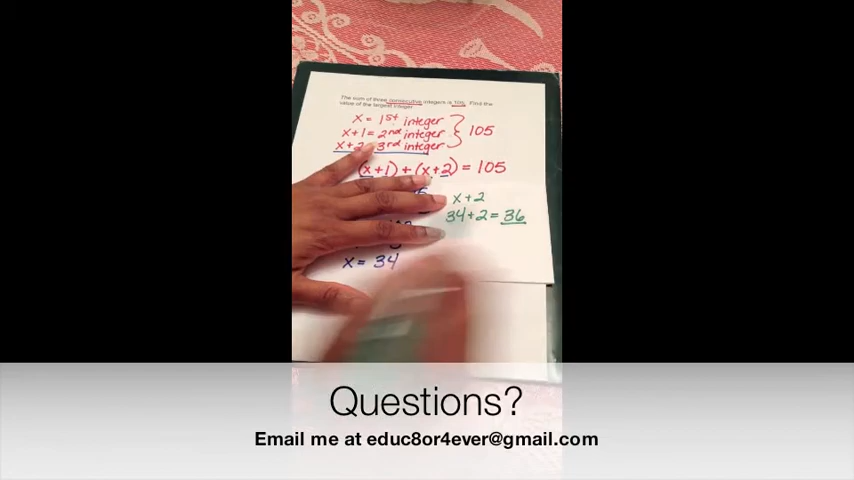 The sum of three consecutive integers is 105. Find the
value of the largest integer.
x = 1st integer
x+1 = 2nd integer
x+2 3rd integer
105
(x+1) + (x+2) = 105
x+2
34+2 = 36
x = 34
Questions?
Email me at educ8or4ever@gmail.com